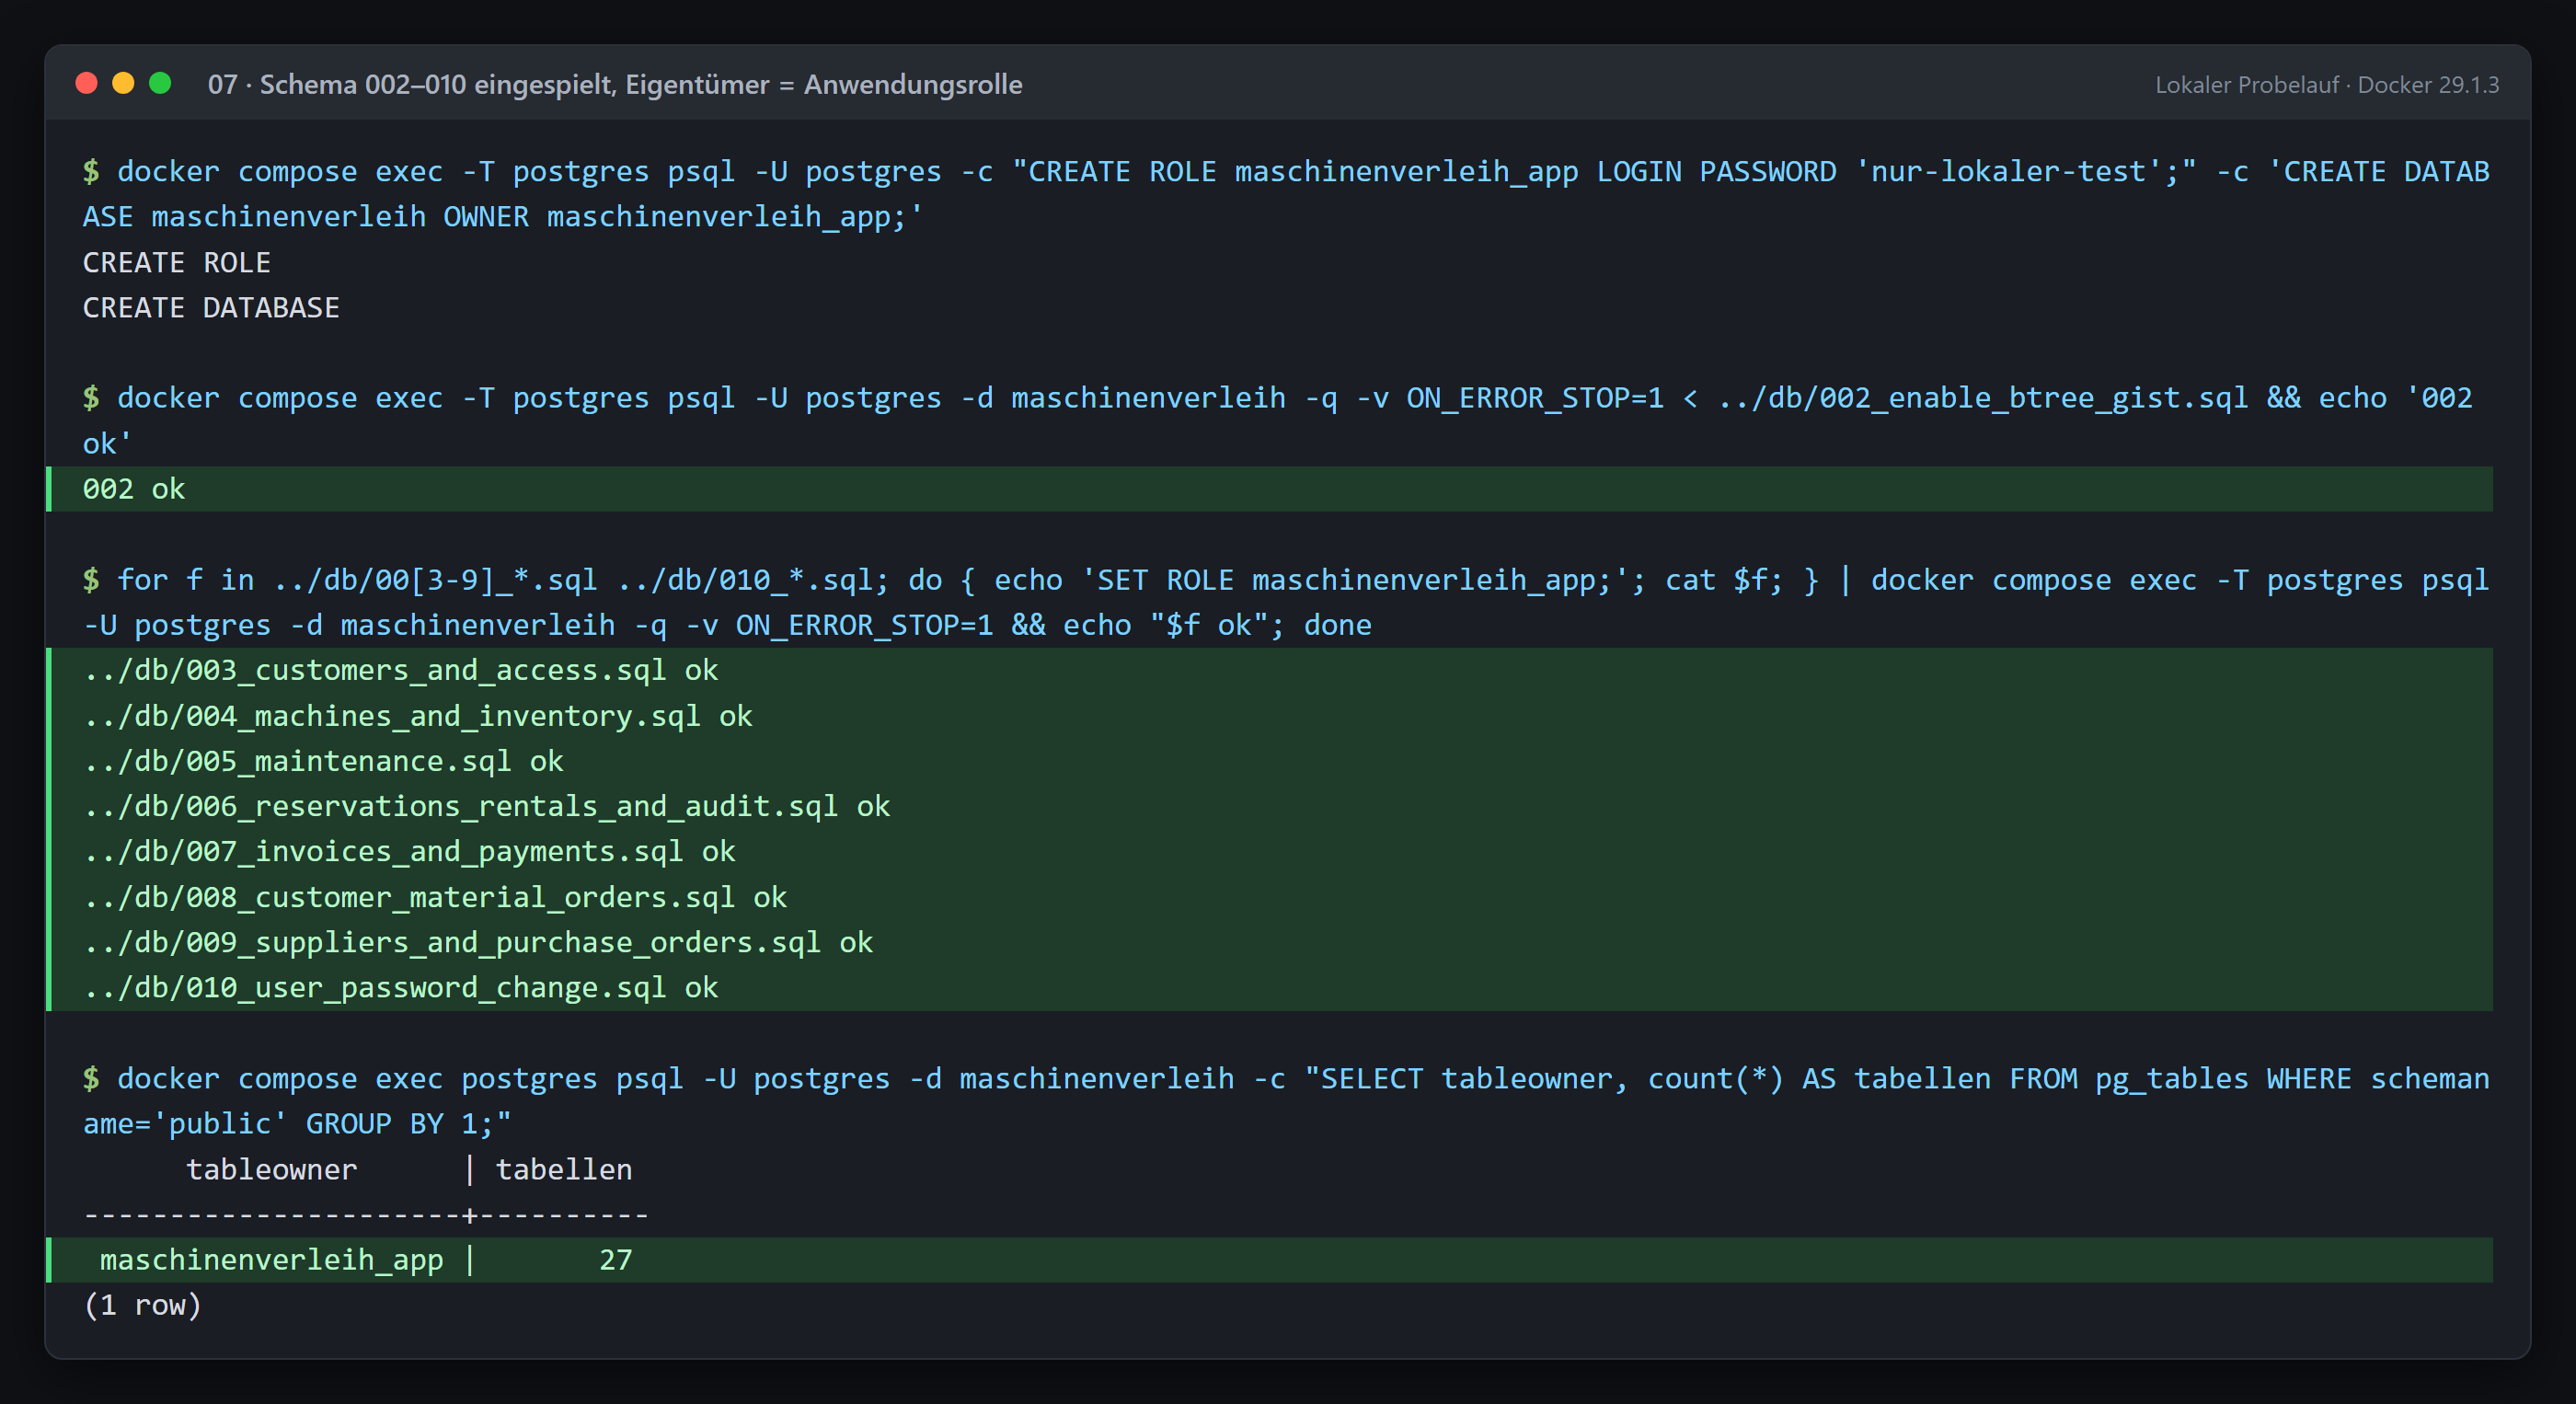 07 · Schema 002–010 eingespielt, Eigentümer = Anwendungsrolle
Lokaler Probelauf · Docker 29.1.3
$ docker compose exec -T postgres psql -U postgres -c "CREATE ROLE maschinenverleih_app LOGIN PASSWORD 'nur-lokaler-test';" -c 'CREATE DATAB
ASE maschinenverleih OWNER maschinenverleih_app;'
CREATE ROLE
CREATE DATABASE
$ docker compose exec -T postgres psql -U postgres -d maschinenverleih -q -v ON_ERROR_STOP=1 < ../db/002_enable_btree_gist.sql && echo '002
ok'
002 ok
$ for f in ../db/00[3-9]_*.sql ../db/010_*.sql; do { echo 'SET ROLE maschinenverleih_app;'; cat $f; } | docker compose exec -T postgres psql
-U postgres -d maschinenverleih -q -v ON_ERROR_STOP=1 && echo "$f ok"; done
../db/003_customers_and_access.sql ok
../db/004_machines_and_inventory.sql ok
../db/005_maintenance.sql ok
../db/006_reservations_rentals_and_audit.sql ok
../db/007_invoices_and_payments.sql ok
../db/008_customer_material_orders.sql ok
../db/009_suppliers_and_purchase_orders.sql ok
../db/010_user_password_change.sql ok
$ docker compose exec postgres psql -U postgres -d maschinenverleih -c "SELECT tableowner, count(*) AS tabellen FROM pg_tables WHERE scheman
ame='public' GROUP BY 1;"
      tableowner      | tabellen
----------------------+----------
 maschinenverleih_app |       27
(1 row)